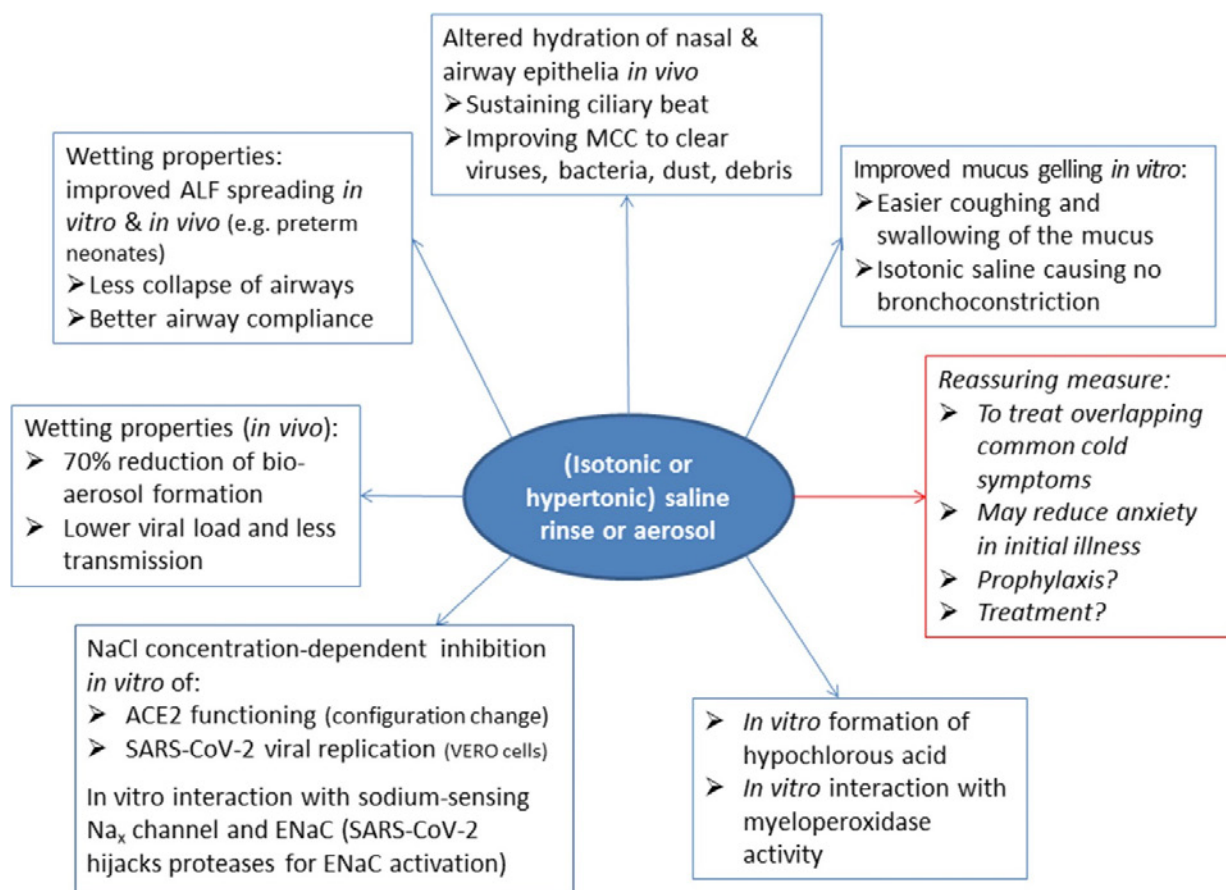 Altered hydration of nasal &
airway epithelia in vivo
➢Sustaining ciliary beat
➢Improving MCC to clear
viruses, bacteria, dust, debris
Wetting properties:
improved ALF spreading in
vitro & in vivo (e.g. preterm
neonates)
➢Less collapse of airways
➢Better airway compliance
Improved mucus gelling in vitro:
➢Easier coughing and
swallowing of the mucus
➢Isotonic saline causing no
bronchoconstriction
Wetting properties (in vivo):
➢ 70% reduction of bio-
aerosol formation
➢ Lower viral load and less
transmission
(Isotonic or
hypertonic) saline
rinse or aerosol
Reassuring measure:
➢ To treat overlapping
common cold
symptoms
➢ May reduce anxiety
in initial illness
➢ Prophylaxis?
➢ Treatment?
NaCl concentration-dependent inhibition
in vitro of:
➢ ACE2 functioning (configuration change)
➢ SARS-CoV-2 viral replication (VERO cells)
In vitro interaction with sodium-sensing
Naₓ channel and ENaC (SARS-CoV-2
hijacks proteases for ENaC activation)
➢ In vitro formation of
hypochlorous acid
➢ In vitro interaction with
myeloperoxidase
activity